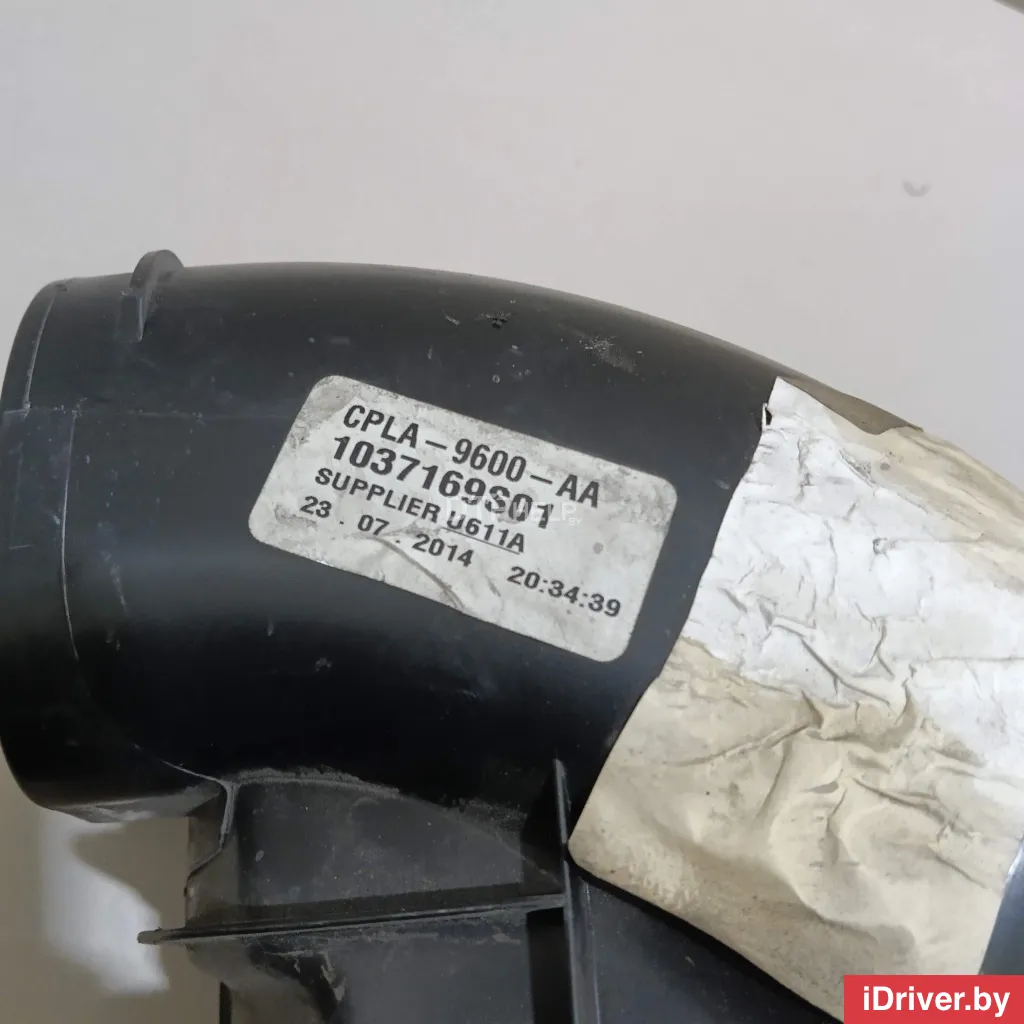 CPLA-9600-AA
1037169S01
SUPPLIER U611A
23.07.2014 20:34:39
iDriver.by